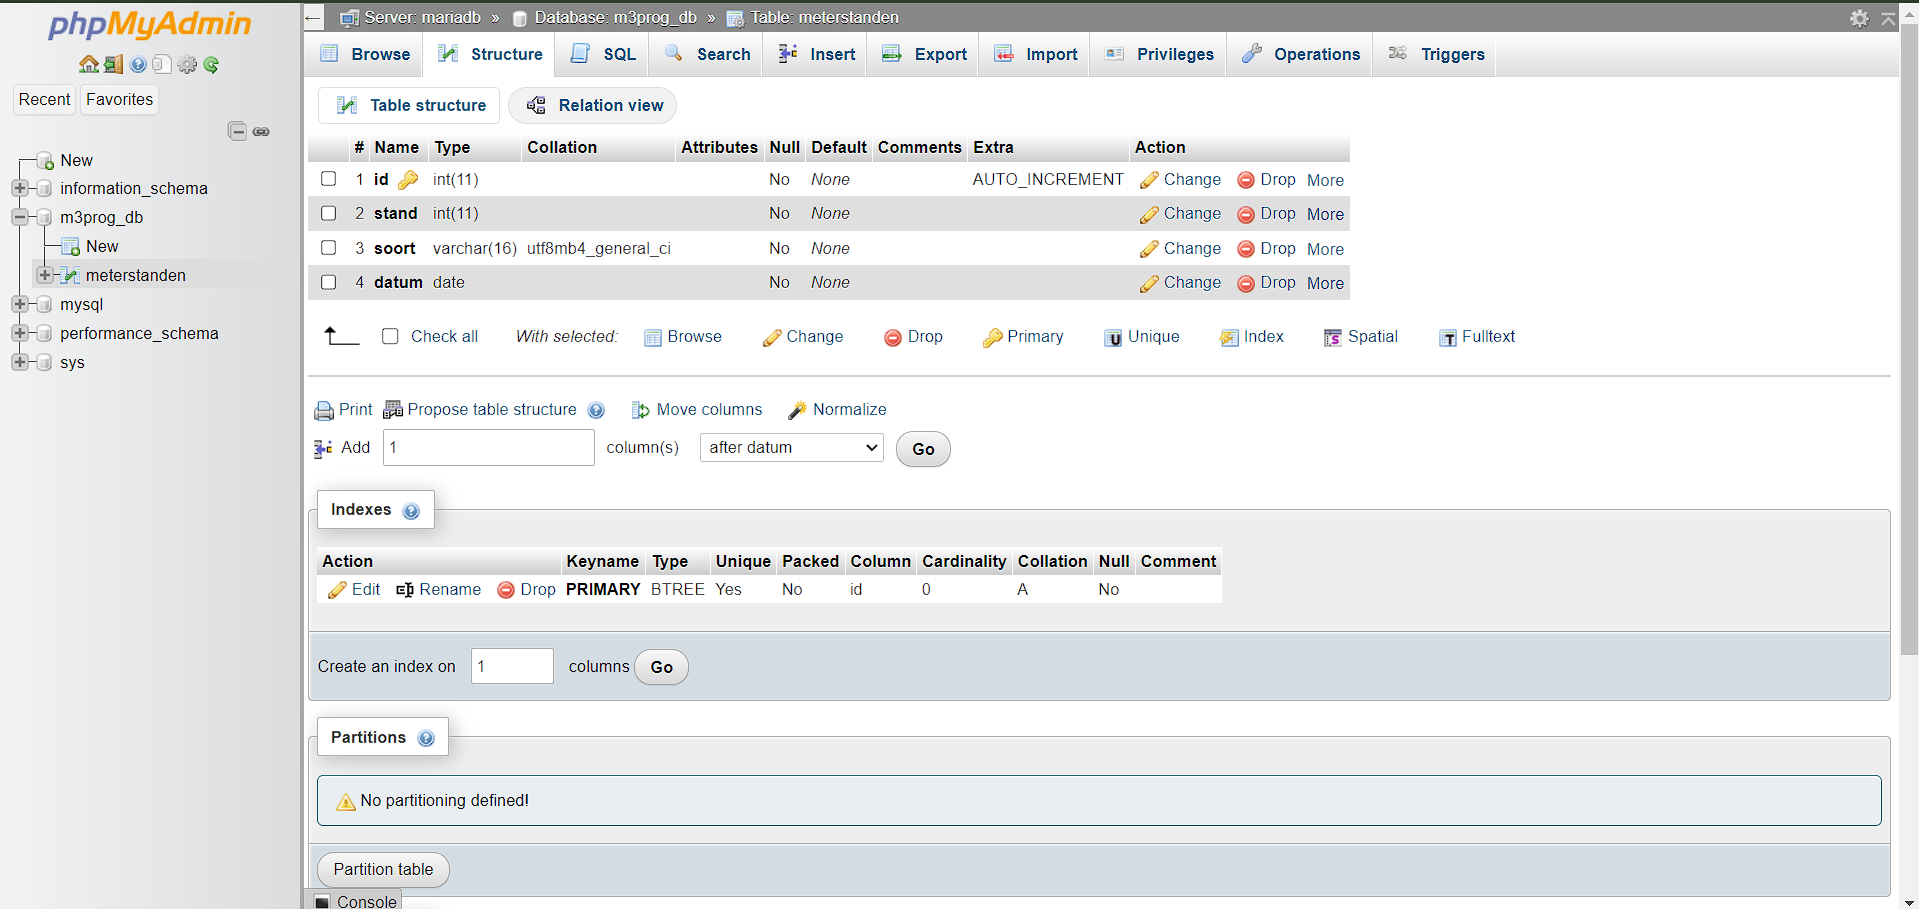 phpMyAdmin
Recent Favorites
New
information_schema
m3prog_db
New
meterstanden
mysql
performance_schema
sys
Server: mariadb » Database: m3prog_db » Table: meterstanden
Browse Structure SQL Search Insert Export Import Privileges Operations Triggers
Table structure Relation view
# Name Type Collation Attributes Null Default Comments Extra Action
1 id int(11) No None AUTO_INCREMENT Change Drop More
2 stand int(11) No None Change Drop More
3 soort varchar(16) utf8mb4_general_ci No None Change Drop More
4 datum date No None Change Drop More
Check all With selected: Browse Change Drop Primary Unique Index Spatial Fulltext
Print Propose table structure Move columns Normalize
Add 1 column(s) after datum Go
Indexes
Action Keyname Type Unique Packed Column Cardinality Collation Null Comment
Edit Rename Drop PRIMARY BTREE Yes No id 0 A No
Create an index on 1 columns Go
Partitions
No partitioning defined!
Partition table
Console